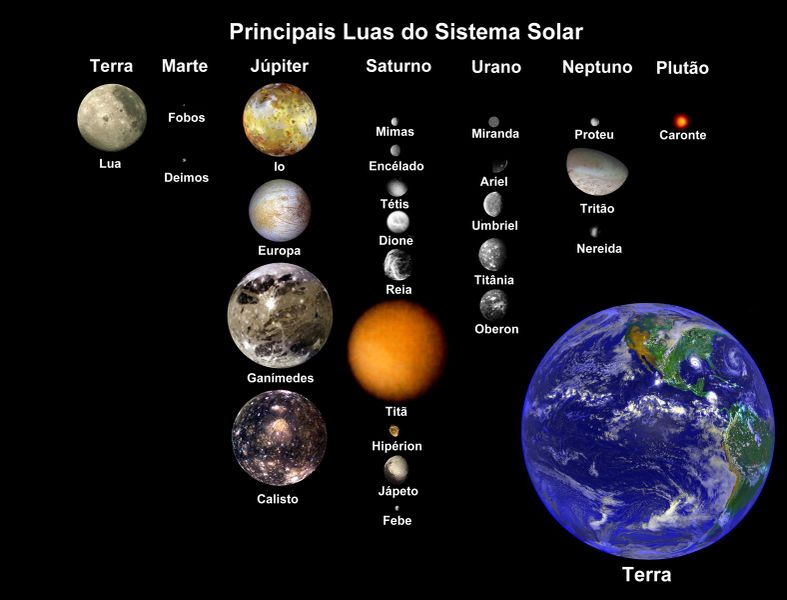 Principais Luas do Sistema Solar
Terra
Marte
Júpiter
Saturno
Urano
Neptuno
Plutão
Lua
Fobos
Deimos
Io
Europa
Ganímedes
Calisto
Mimas
Encélado
Tétis
Dione
Reia
Titã
Hipérion
Jápeto
Febe
Miranda
Ariel
Umbriel
Titânia
Oberon
Proteu
Tritão
Nereida
Caronte
Terra